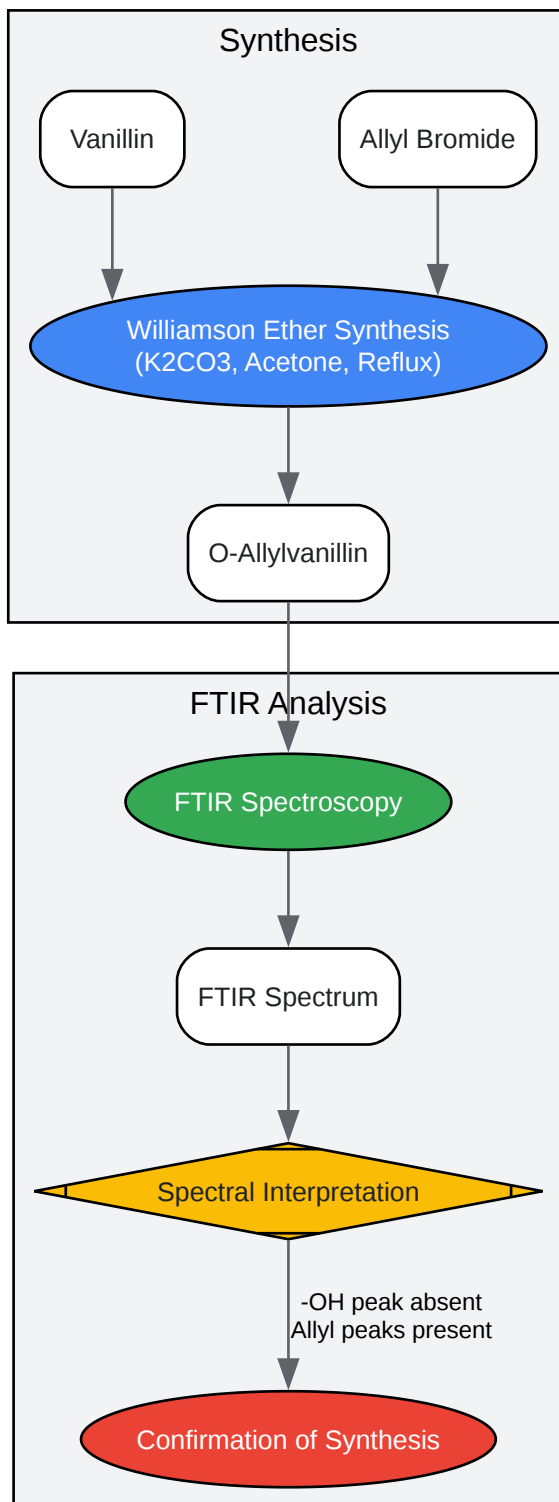 Synthesis
Vanillin
Allyl Bromide
Williamson Ether Synthesis
(K2CO3, Acetone, Reflux)
O-Allylvanillin
FTIR Analysis
FTIR Spectroscopy
FTIR Spectrum
Spectral Interpretation
-OH peak absent
Allyl peaks present
Confirmation of Synthesis